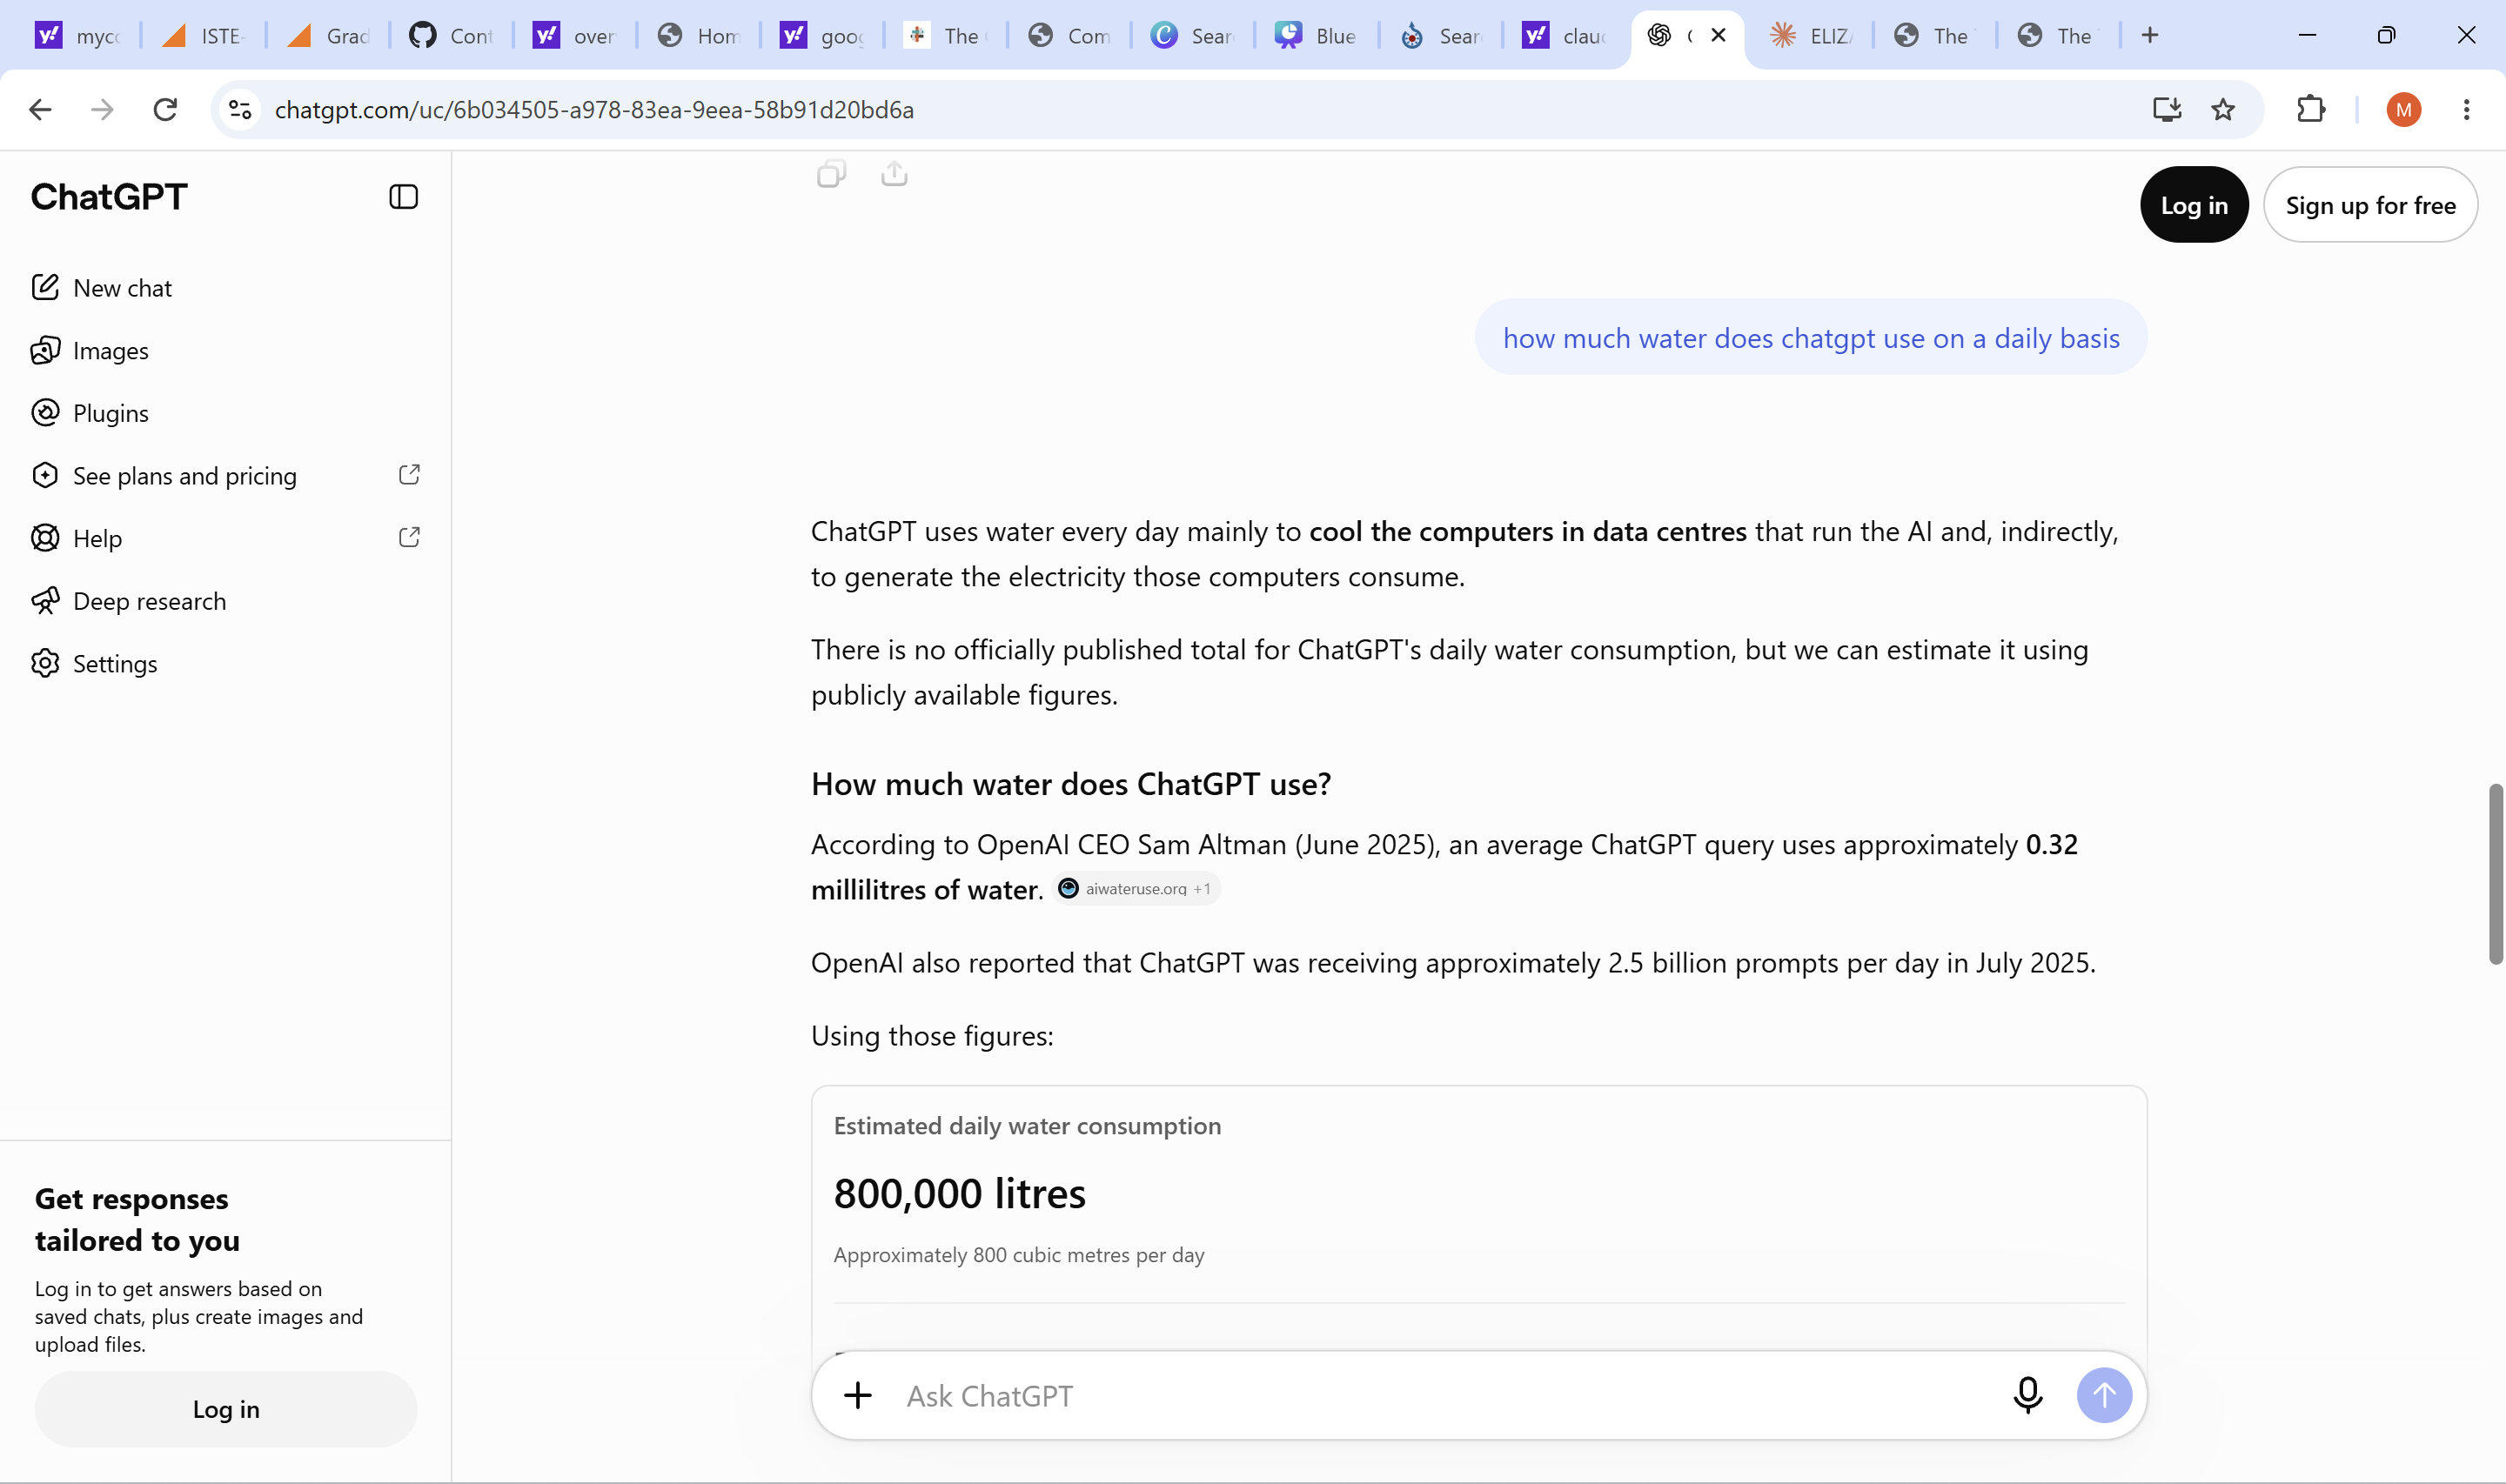 myc
ISTE-
Grad
Cont
over
Hom
goog
The
Com
Sear
Blue
Sear
clau
ELIZ
The
The
chatgpt.com/uc/6b034505-a978-83ea-9eea-58b91d20bd6a
M
ChatGPT
Log in
Sign up for free
New chat
Images
Plugins
See plans and pricing
Help
Deep research
Settings
how much water does chatgpt use on a daily basis
ChatGPT uses water every day mainly to cool the computers in data centres that run the AI and, indirectly,
to generate the electricity those computers consume.
There is no officially published total for ChatGPT's daily water consumption, but we can estimate it using
publicly available figures.
How much water does ChatGPT use?
According to OpenAI CEO Sam Altman (June 2025), an average ChatGPT query uses approximately 0.32
millilitres of water. aiwateruse.org +1
OpenAI also reported that ChatGPT was receiving approximately 2.5 billion prompts per day in July 2025.
Using those figures:
Estimated daily water consumption
800,000 litres
Approximately 800 cubic metres per day
Get responses
tailored to you
Log in to get answers based on
saved chats, plus create images and
upload files.
Log in
Ask ChatGPT